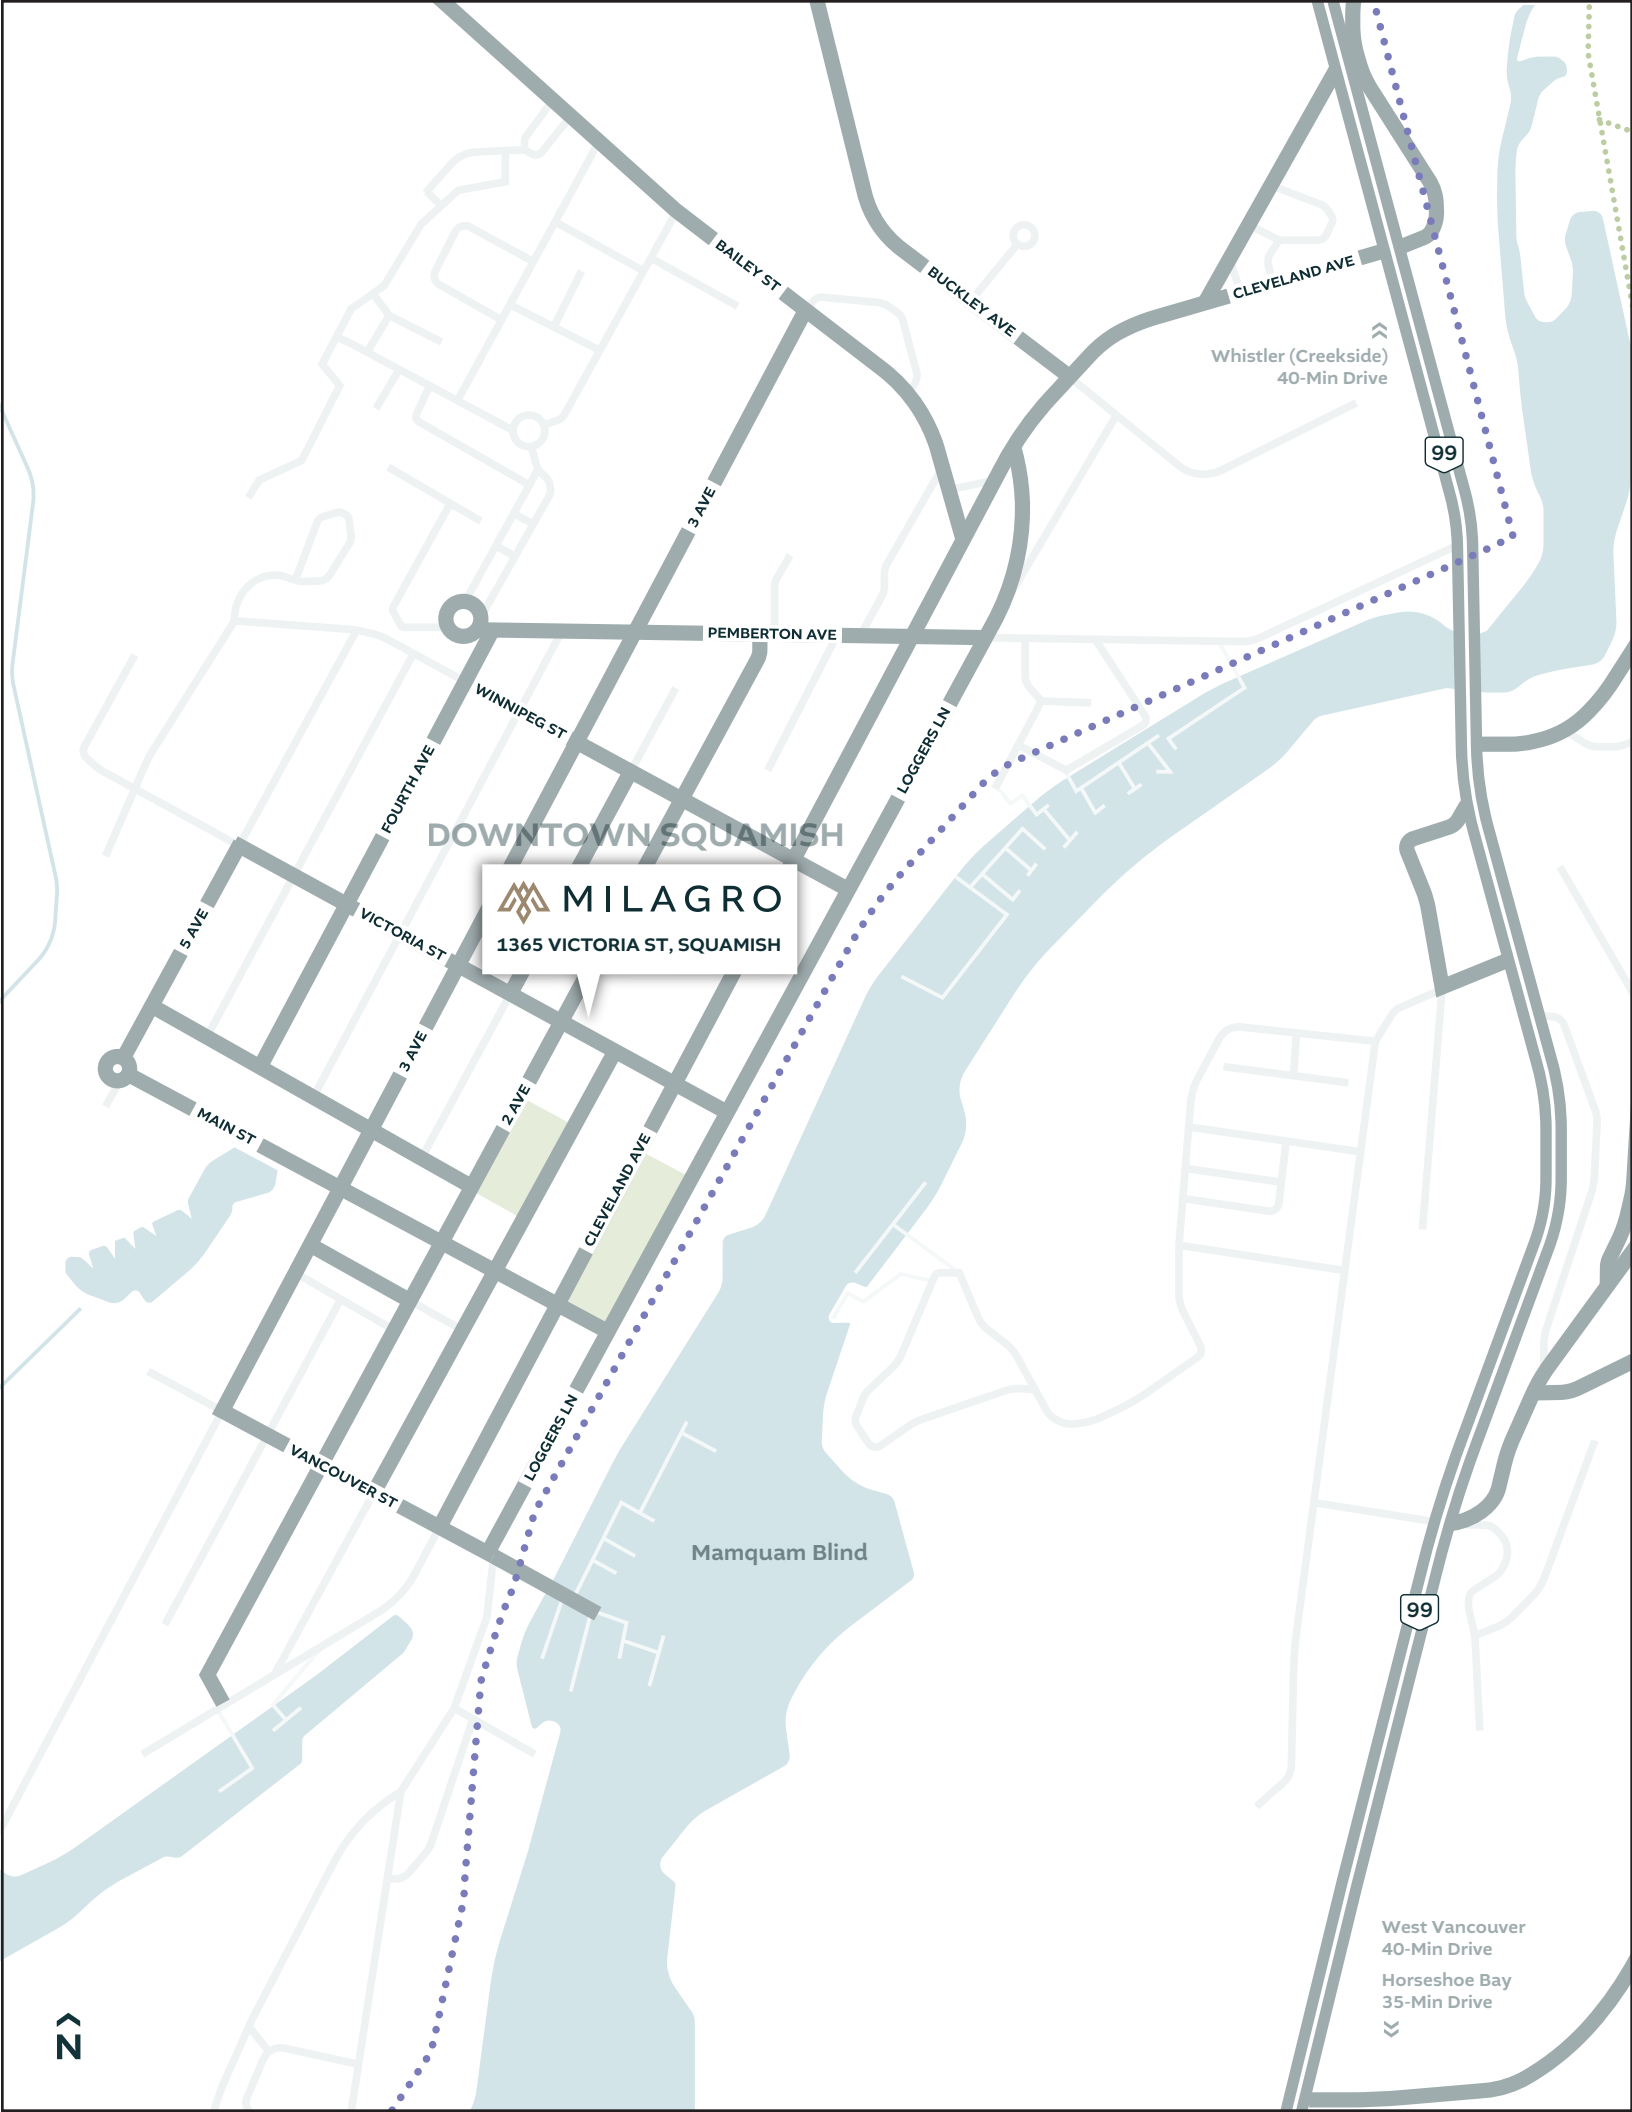 BAILEY ST
BUCKLEY AVE
CLEVELAND AVE
Whistler (Creekside)
40-Min Drive
99
3 AVE
PEMBERTON AVE
WINNIPEG ST
LOGGERS LN
FOURTH AVE
DOWNTOWN SQUAMISH
MILAGRO
1365 VICTORIA ST, SQUAMISH
5 AVE
VICTORIA ST
3 AVE
2 AVE
MAIN ST
CLEVELAND AVE
LOGGERS LN
VANCOUVER ST
Mamquam Blind
99
West Vancouver
40-Min Drive
Horseshoe Bay
35-Min Drive
N